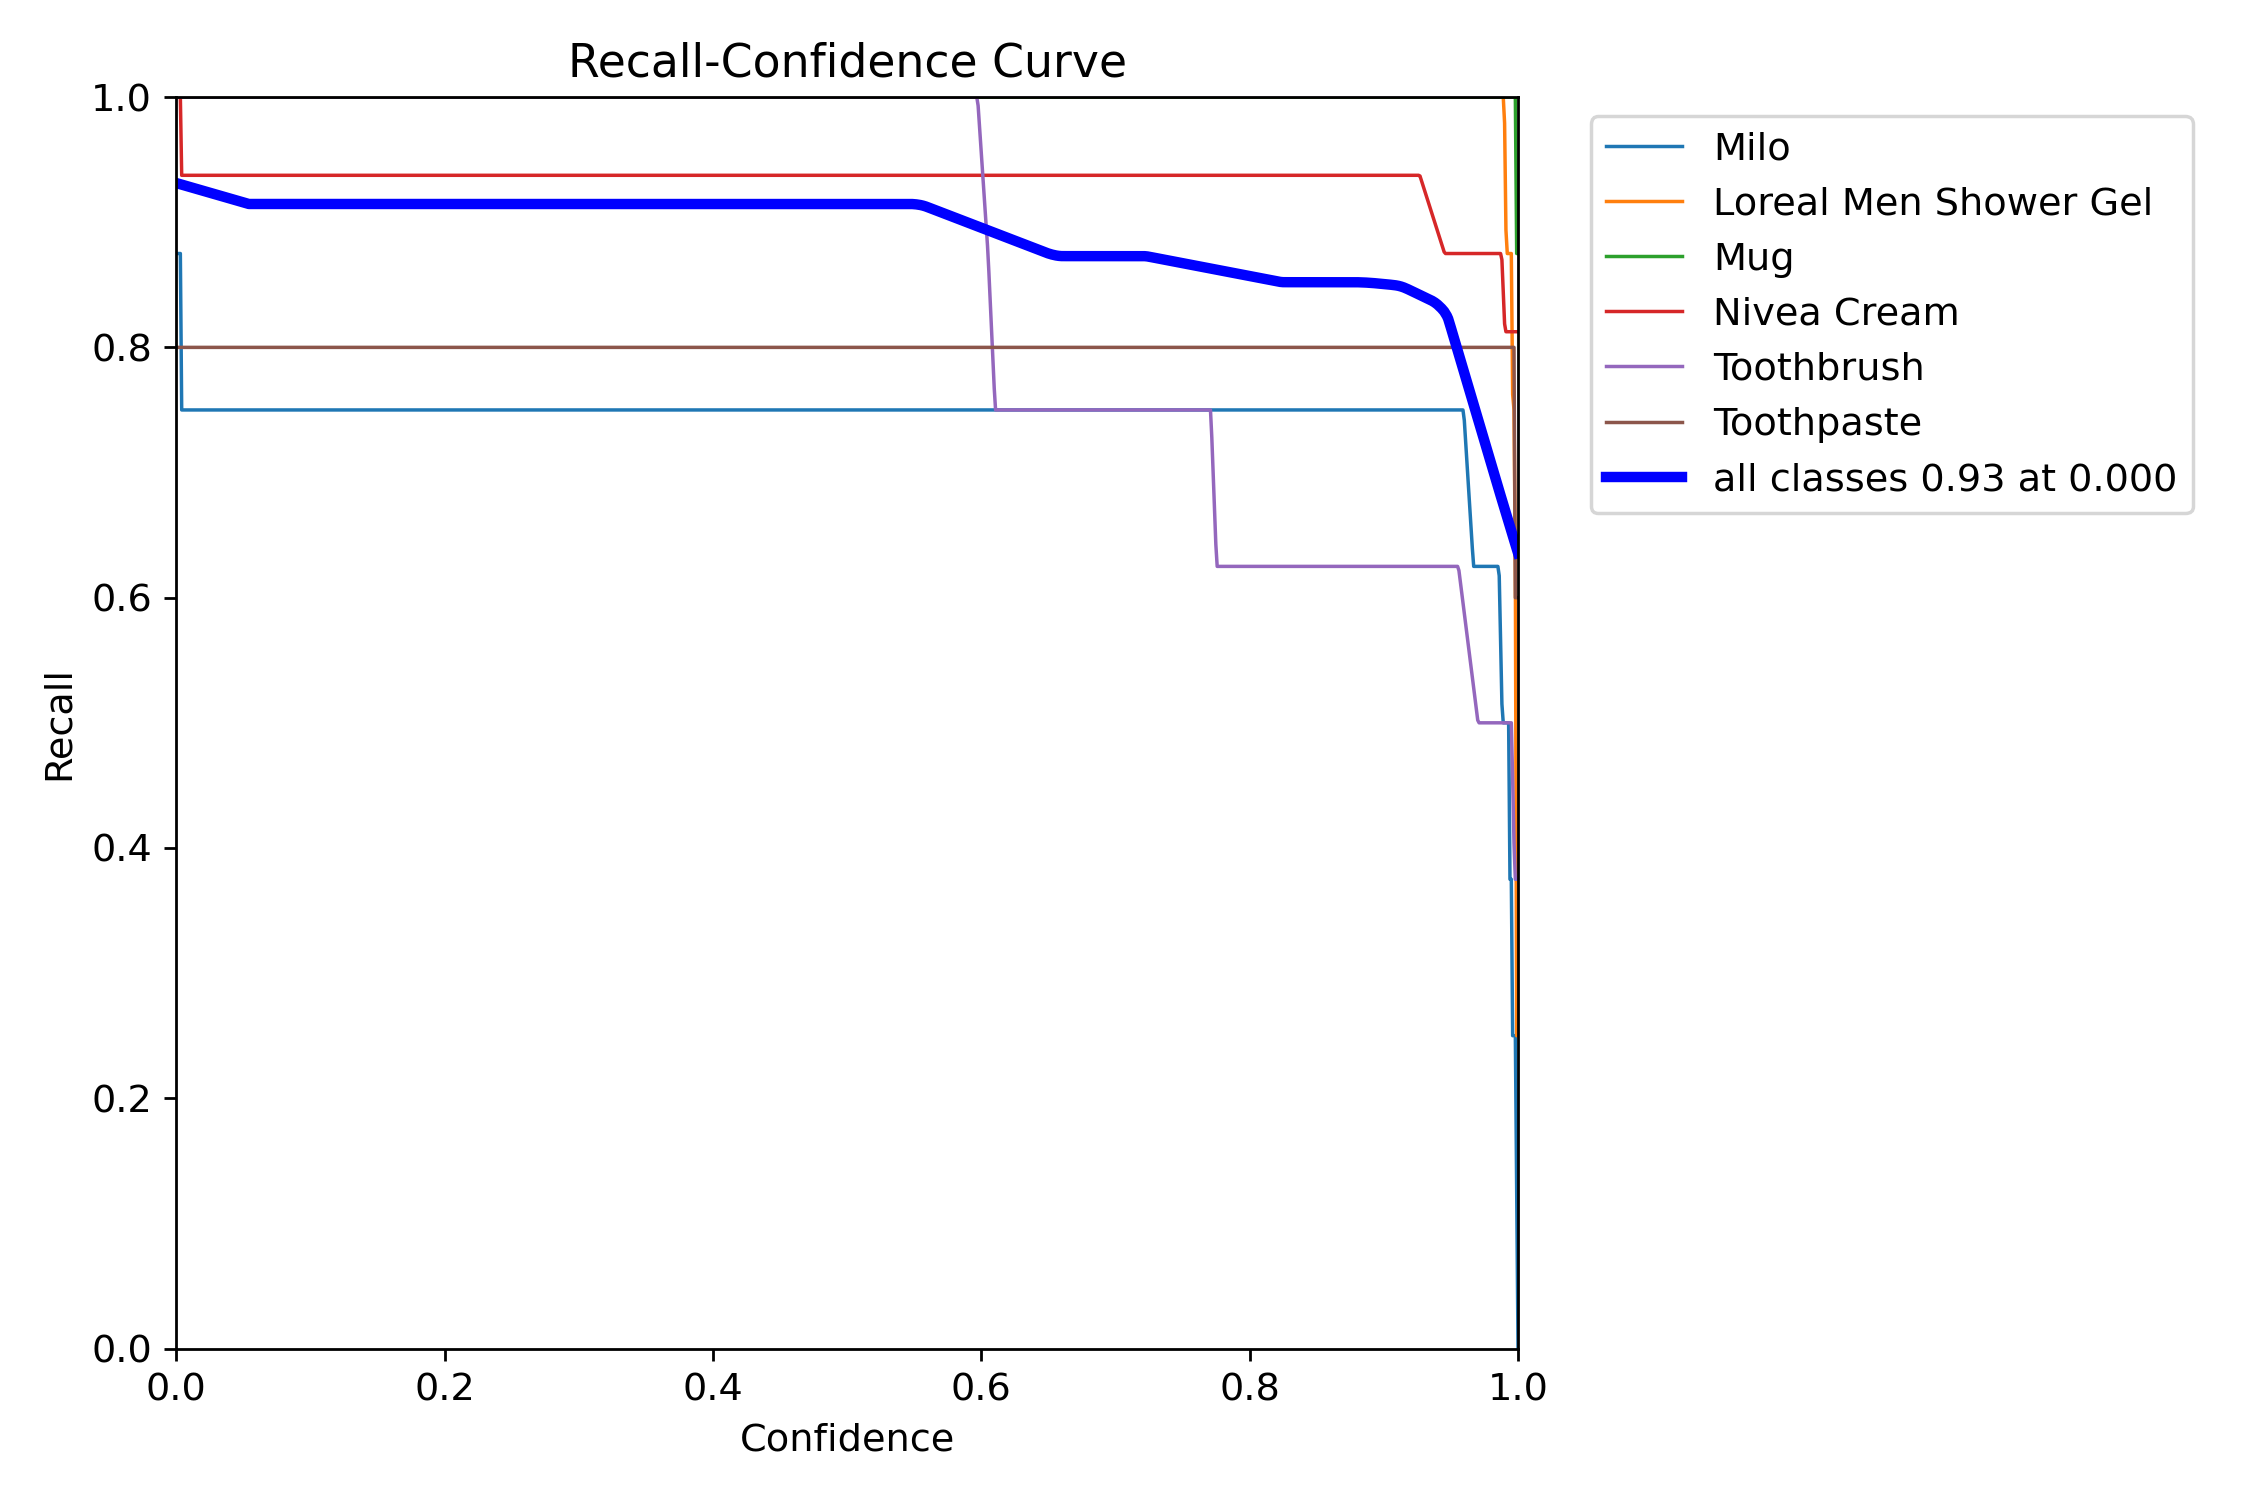 Recall-Confidence Curve
1.0
0.8
0.6
0.4
0.2
0.0
Recall
0.0 0.2 0.4 0.6 0.8 1.0
Confidence
Milo
Loreal Men Shower Gel
Mug
Nivea Cream
Toothbrush
Toothpaste
all classes 0.93 at 0.000